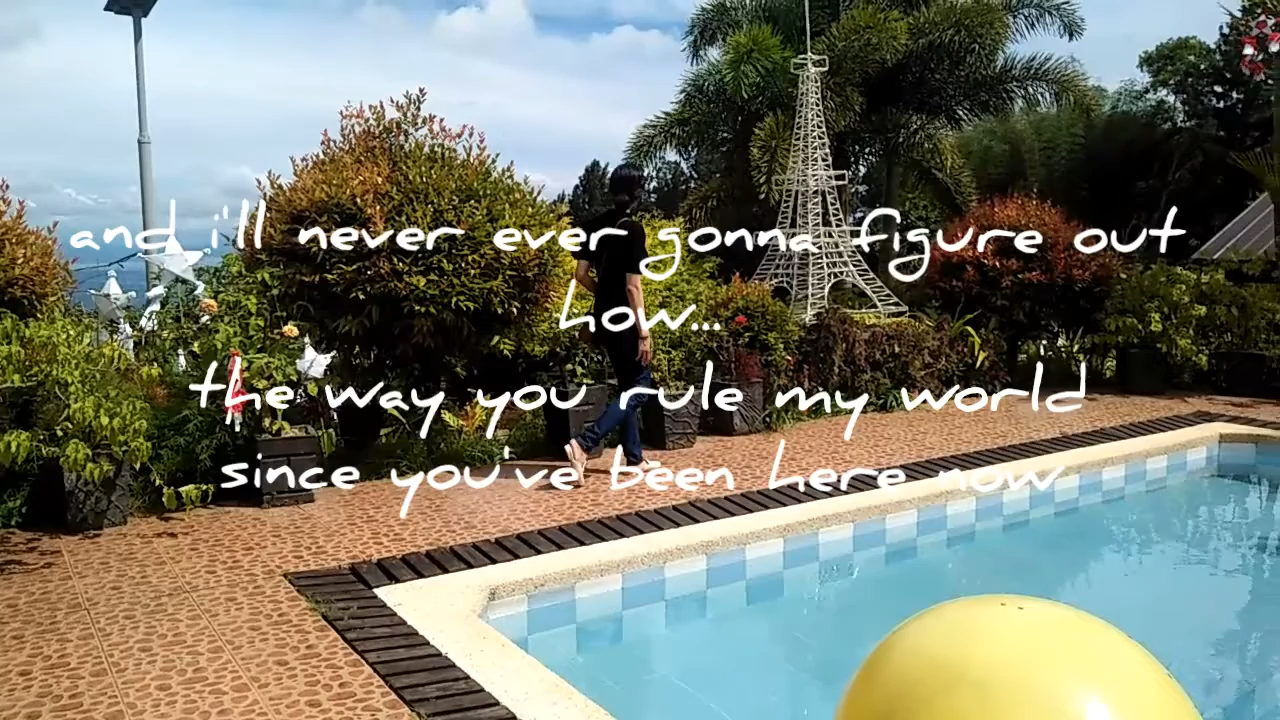 and i'll never ever gonna figure out
how...
the way you rule my world
since you've been here now